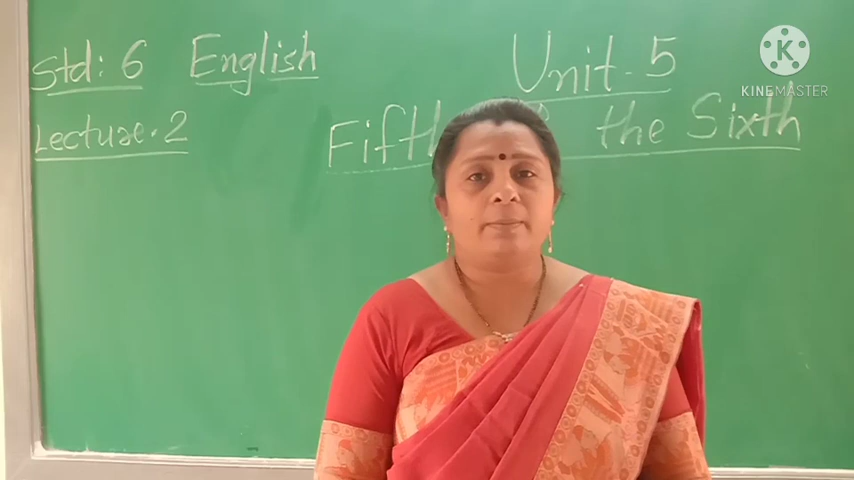 Std: 6 English
Unit-5
Lecture-2
Fifth the Sixth
K
KINEMASTER